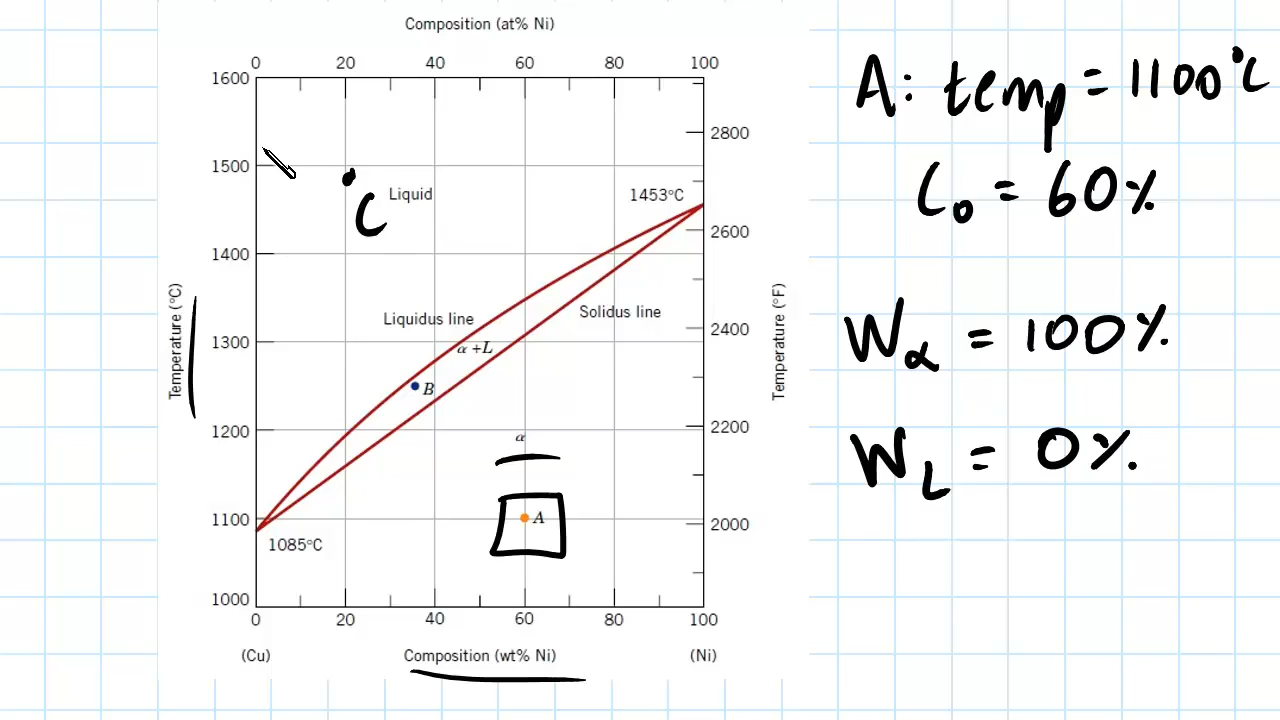 Composition (at% Ni)
0 20 40 60 80 100
1600
1500
1400
1300
1200
1100
1000
Temperature (°C)
2800
2600
2400
2200
2000
Temperature (°F)
°C
Liquid
1453°C
Liquidus line
Solidus line
α +L
B
α
A
1085°C
0 20 40 60 80 100
(Cu) Composition (wt% Ni) (Ni)
A: temp = 1100°C
C₀ = 60%
Wα = 100%
W_L = 0%